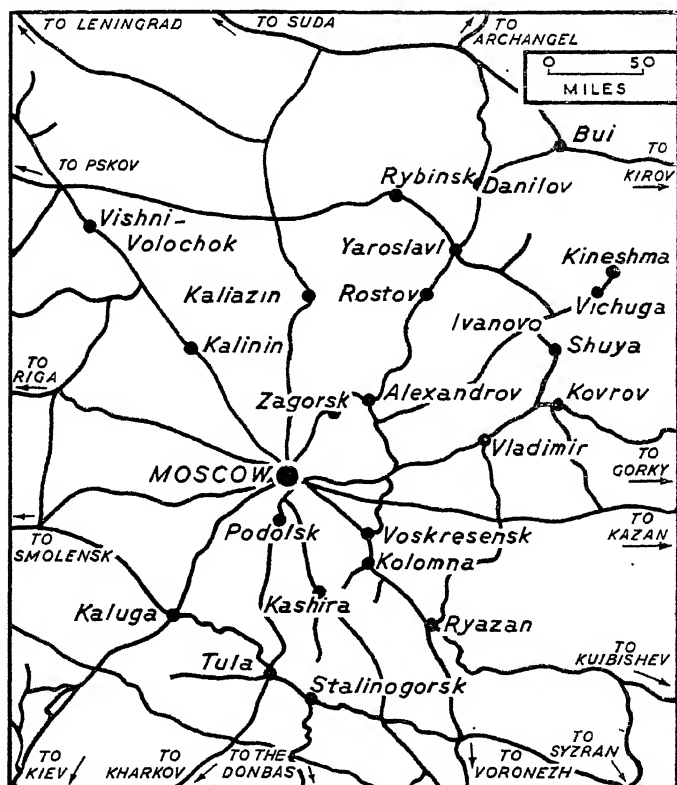 TO LENINGRAD
TO SUDA
TO
ARCHANGEL
0 50
MILES
Bui
TO
KIROV
TO PSKOV
Rybinsk
Danilov
Vishni-
Volochok
Yaroslavl
Kineshma
Kaliazin
Rostov
Vichuga
Ivanovo
Kalinin
Shuya
TO
RIGA
Zagorsk
Alexandrov
Kovrov
MOSCOW
Vladimir
TO
GORKY
Podolsk
Voskresensk
TO
KAZAN
TO
SMOLENSK
Kolomna
Kaluga
Kashira
Ryazan
TO
KUIBISHEV
Tula
Stalinogorsk
TO
KIEV
TO
KHARKOV
TO THE
DONBAS
TO
VORONEZH
TO
SYZRAN